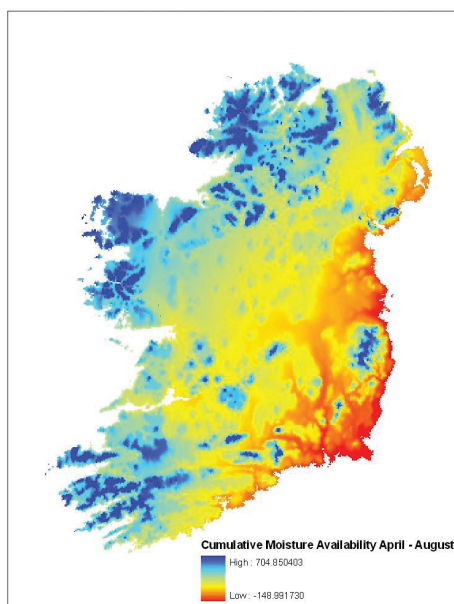 Cumulative Moisture Availability April - August
High : 704.850403
Low : -148.991730